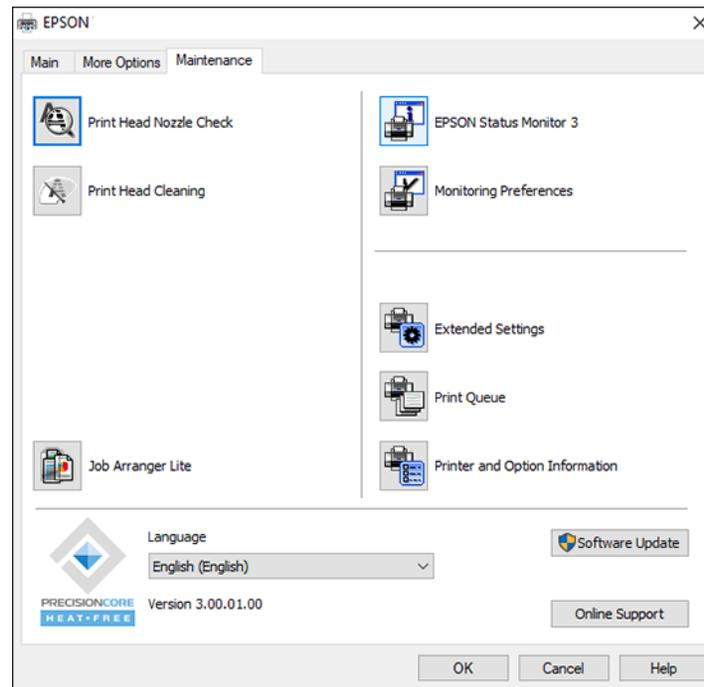 EPSON
Main
More Options
Maintenance
Print Head Nozzle Check
Print Head Cleaning
Job Arranger Lite
EPSON Status Monitor 3
Monitoring Preferences
Extended Settings
Print Queue
Printer and Option Information
PRECISIONCORE
HEAT-FREE
Language
English (English)
Version 3.00.01.00
Software Update
Online Support
OK
Cancel
Help